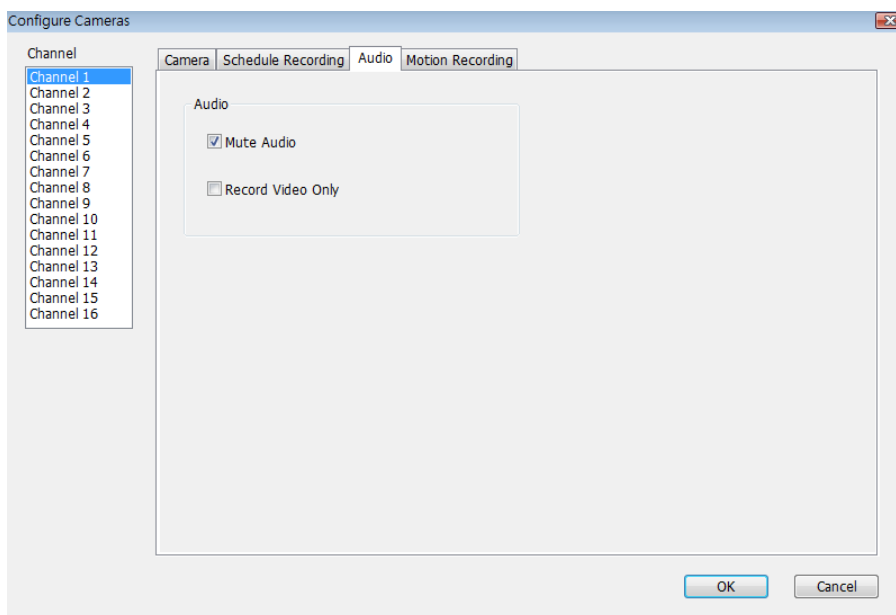 Configure Cameras
Channel
Channel 1
Channel 2
Channel 3
Channel 4
Channel 5
Channel 6
Channel 7
Channel 8
Channel 9
Channel 10
Channel 11
Channel 12
Channel 13
Channel 14
Channel 15
Channel 16
Camera Schedule Recording Audio Motion Recording
Audio
Mute Audio
Record Video Only
OK Cancel